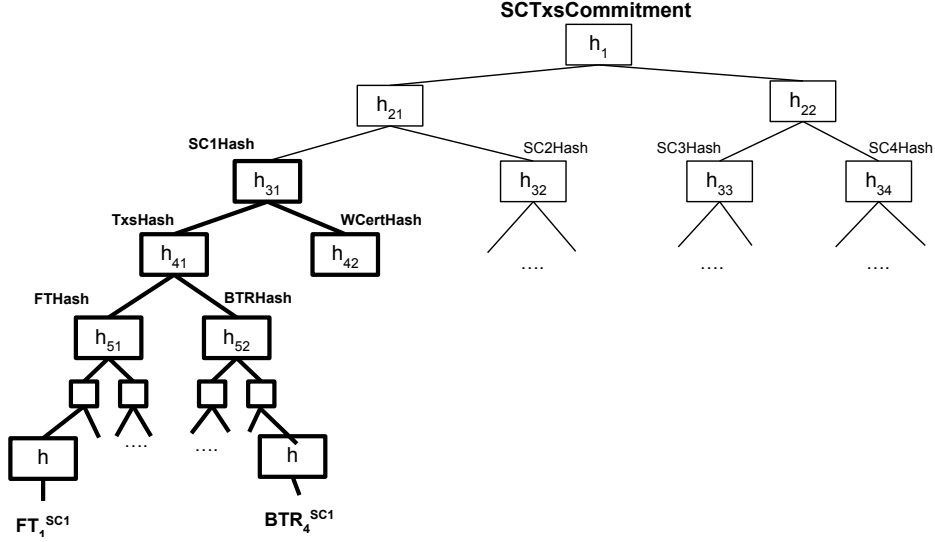 SCTxsCommitment
h₁
h₂₁
h₂₂
SC1Hash
SC2Hash
SC3Hash
SC4Hash
h₃₁
h₃₂
h₃₃
h₃₄
TxsHash
WCertHash
h₄₁
h₄₂
....
....
....
FTHash
BTRHash
h₅₁
h₅₂
....
....
h
h
FT₁ˢᶜ¹
BTR₄ˢᶜ¹